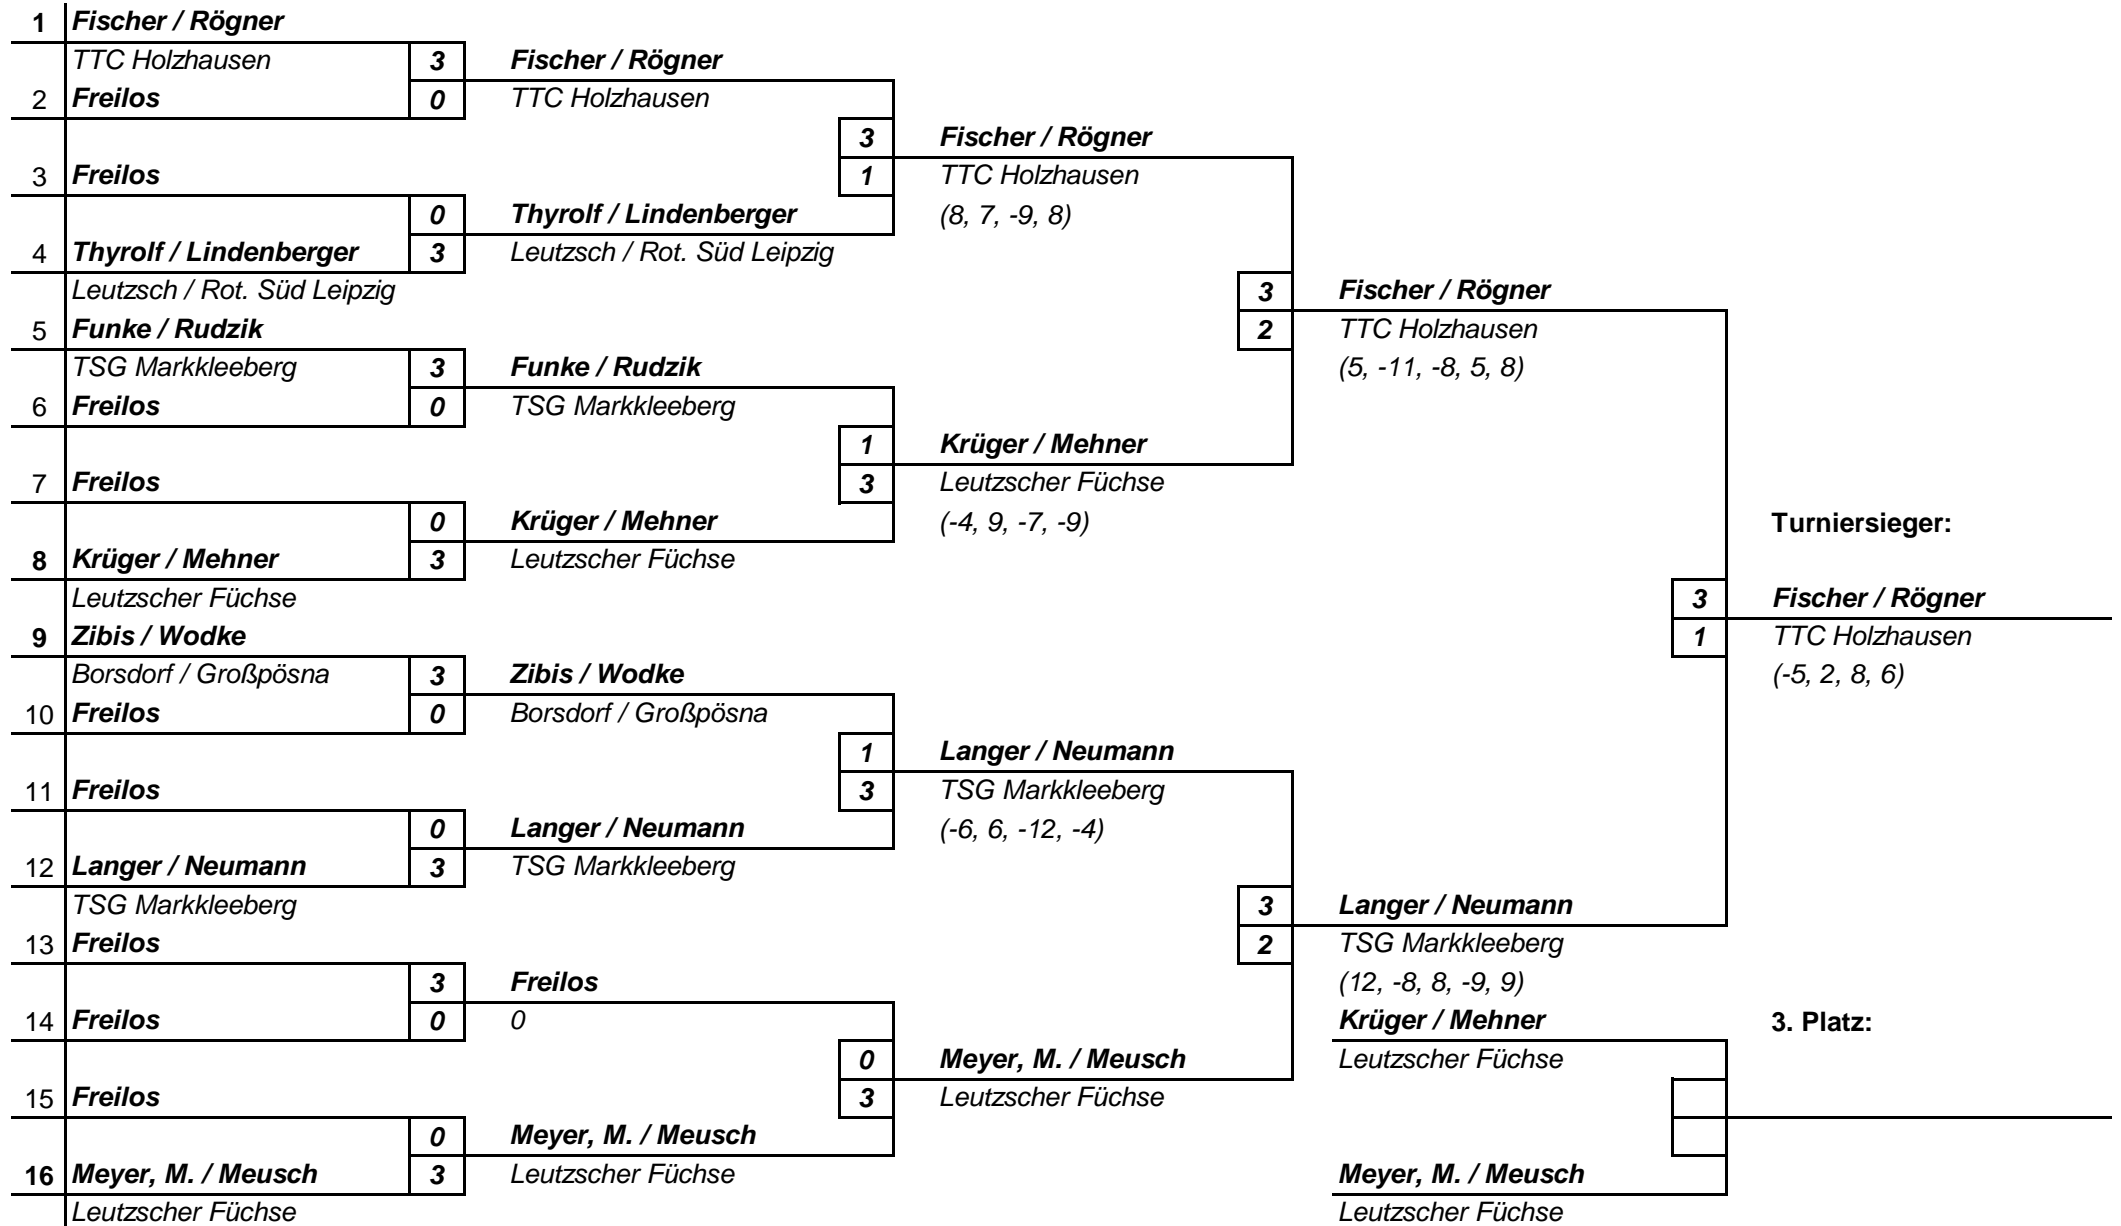 1 Fischer / Rögner
TTC Holzhausen 3 Fischer / Rögner
2 Freilos 0 TTC Holzhausen
3 Fischer / Rögner
3 Freilos 1 TTC Holzhausen
0 Thyrolf / Lindenberger (8, 7, -9, 8)
4 Thyrolf / Lindenberger 3 Leutzsch / Rot. Süd Leipzig
Leutzsch / Rot. Süd Leipzig 3 Fischer / Rögner
5 Funke / Rudzik 2 TTC Holzhausen
TSG Markkleeberg 3 Funke / Rudzik (5, -11, -8, 5, 8)
6 Freilos 0 TSG Markkleeberg
1 Krüger / Mehner
7 Freilos 3 Leutzscher Füchse
0 Krüger / Mehner (-4, 9, -7, -9) Turniersieger:
8 Krüger / Mehner 3 Leutzscher Füchse
Leutzscher Füchse 3 Fischer / Rögner
9 Zibis / Wodke 1 TTC Holzhausen
Borsdorf / Großpösna 3 Zibis / Wodke (-5, 2, 8, 6)
10 Freilos 0 Borsdorf / Großpösna
1 Langer / Neumann
11 Freilos 3 TSG Markkleeberg
0 Langer / Neumann (-6, 6, -12, -4)
12 Langer / Neumann 3 TSG Markkleeberg
TSG Markkleeberg 3 Langer / Neumann
13 Freilos 2 TSG Markkleeberg
3 Freilos (12, -8, 8, -9, 9)
14 Freilos 0 0 Krüger / Mehner 3. Platz:
0 Meyer, M. / Meusch Leutzscher Füchse
15 Freilos 3 Leutzscher Füchse
0 Meyer, M. / Meusch
16 Meyer, M. / Meusch 3 Leutzscher Füchse Meyer, M. / Meusch
Leutzscher Füchse Leutzscher Füchse